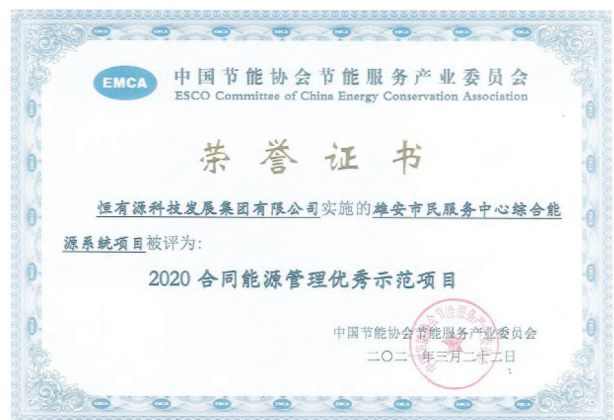 EMCA
中国节能协会节能服务产业委员会
ESCO Committee of China Energy Conservation Association
荣誉证书
恒有源科技发展集团有限公司实施的雄安市民服务中心综合能
源系统项目被评为：
2020 合同能源管理优秀示范项目
中国节能协会节能服务产业委员会
二〇二一年三月二十二日